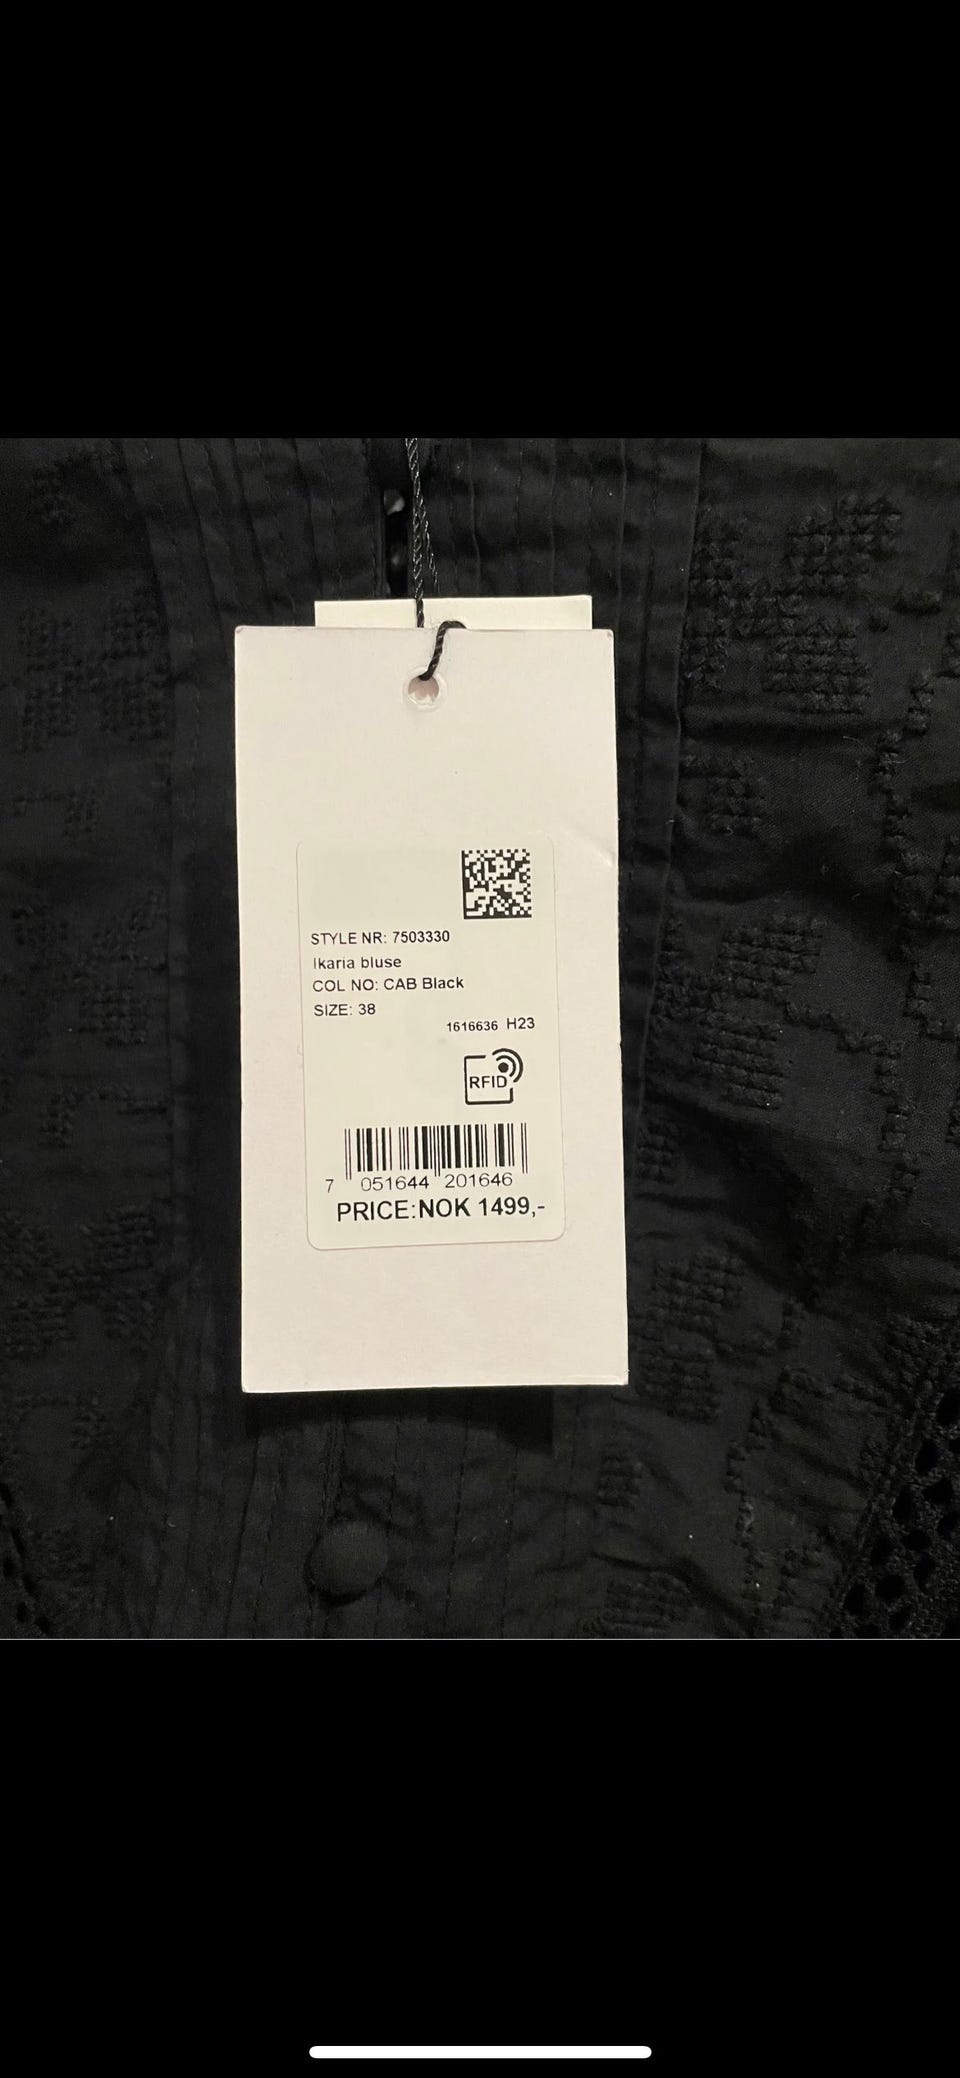 STYLE NR: 7503330
Ikaria bluse
COL NO: CAB Black
SIZE: 38
1616636 H23
RFID
7 051644 201646
PRICE:NOK 1499,-